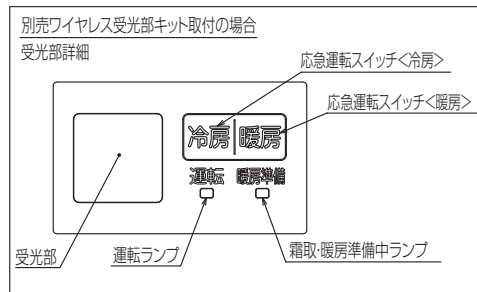 別売ワイヤレス受光部キット取付の場合
受光部詳細
応急運転スイッチ<冷房>
応急運転スイッチ<暖房>
冷房 暖房
運転 暖房準備
受光部
運転ランプ
霜取・暖房準備中ランプ